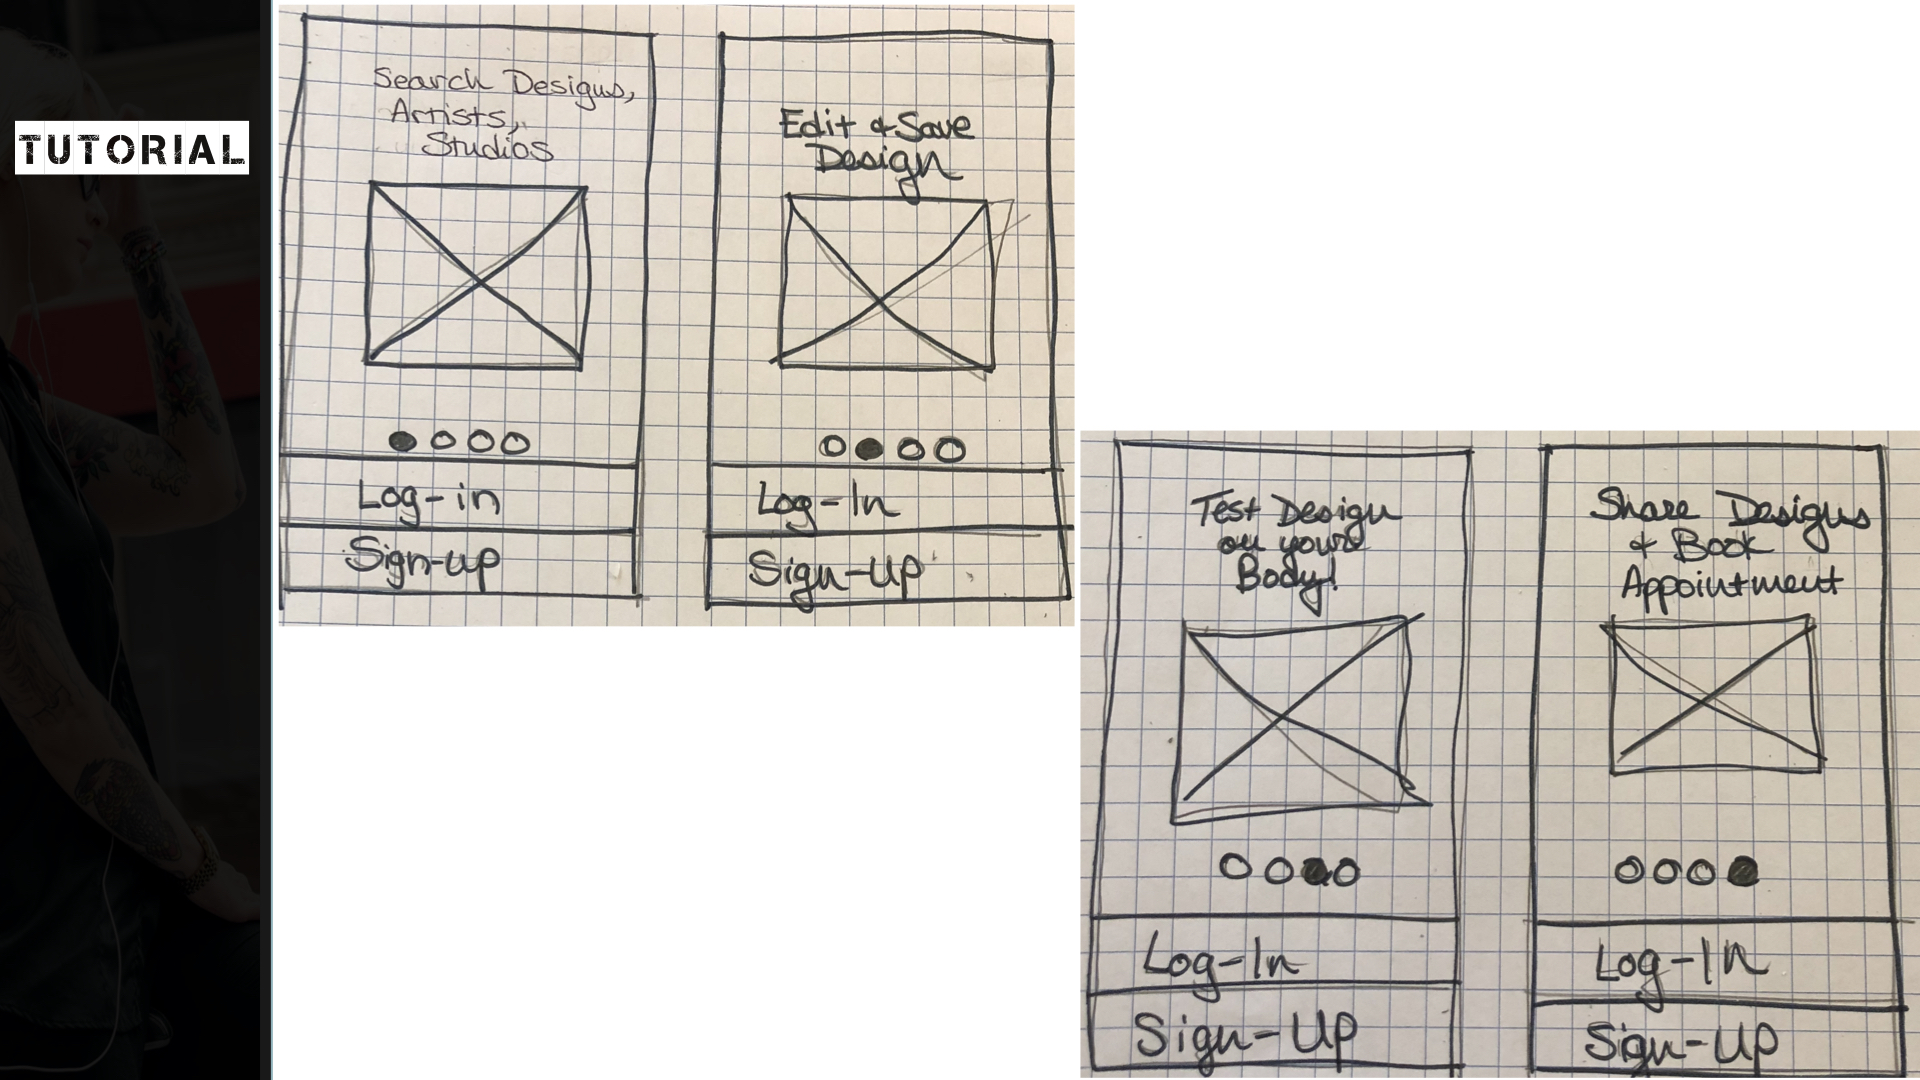 TUTORIAL
Search Designs,
Artists,
Studios
Log-in
Sign-up
Edit & Save
Design
Log-In
Sign-Up
Test Design
on your
Body!
Log-In
Sign-Up
Share Designs
& Book
Appointment
Log-In
Sign-Up